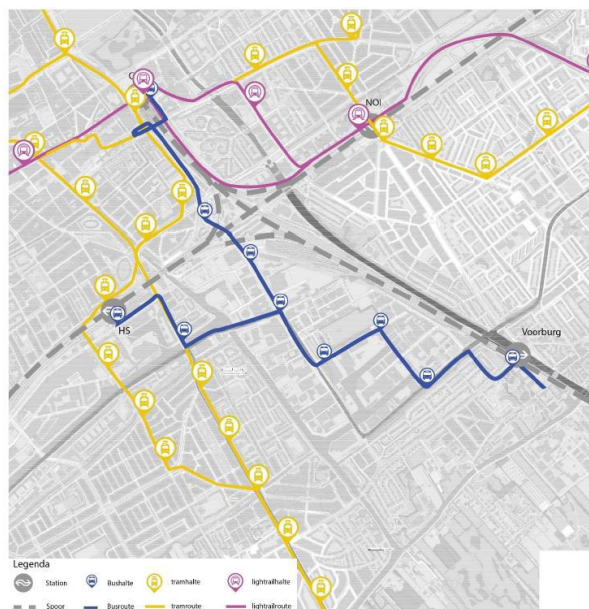 NOI
Voorburg
HS
Legenda
Station
Bushalte
tramhalte
lightrailhalte
Spoor
Busroute
tramroute
lightrailroute